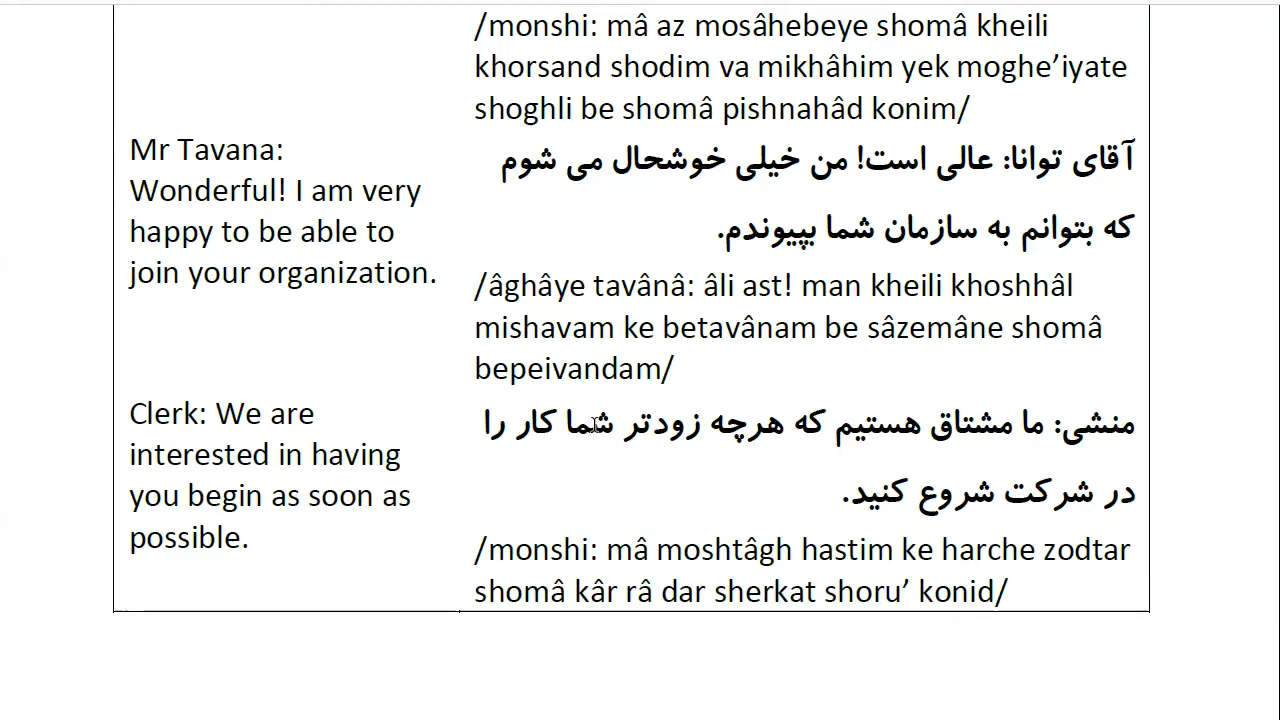 /monshi: mâ az mosâhebeye shomâ kheili
khorsand shodim va mikhâhim yek moghe’iyate
shoghli be shomâ pishnahâd konim/
Mr Tavana:
Wonderful! I am very
happy to be able to
join your organization.
آقای توانا: عالی است! من خیلی خوشحال می شوم
که بتوانم به سازمان شما بپیوندم.
/âghâye tavânâ: âli ast! man kheili khoshhâl
mishavam ke betavânam be sâzemâne shomâ
bepeivandam/
Clerk: We are
interested in having
you begin as soon as
possible.
منشی: ما مشتاق هستیم که هرچه زودتر شما کار را
در شرکت شروع کنید.
/monshi: mâ moshtâgh hastim ke harche zodtar
shomâ kâr râ dar sherkat shoru’ konid/